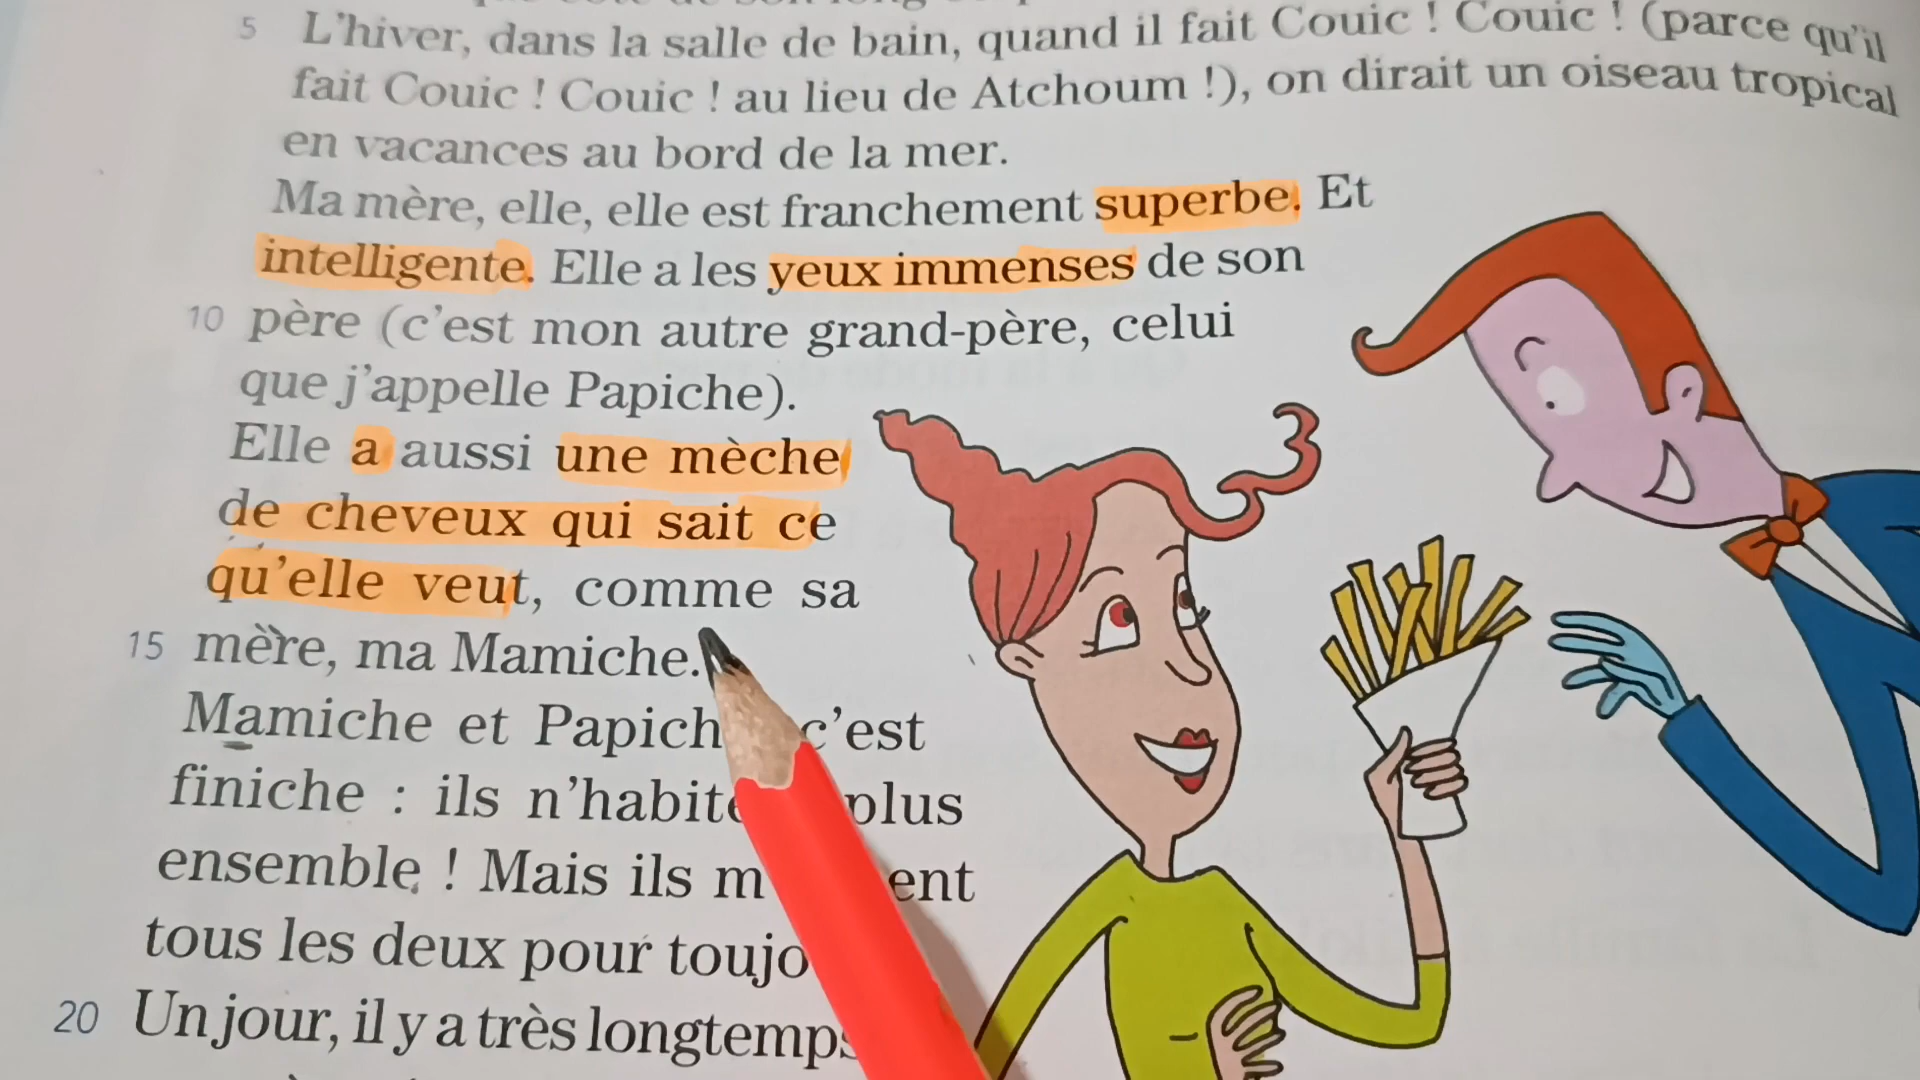 5 L'hiver, dans la salle de bain, quand il fait Couic ! Couic ! (parce qu'il
fait Couic ! Couic ! au lieu de Atchoum !), on dirait un oiseau tropical
en vacances au bord de la mer.
Ma mère, elle, elle est franchement superbe. Et
intelligente. Elle a les yeux immenses de son
10 père (c'est mon autre grand-père, celui
que j'appelle Papiche).
Elle a aussi une mèche
de cheveux qui sait ce
qu'elle veut, comme sa
15 mère, ma Mamiche.
Mamiche et Papich c'est
finiche : ils n'habite plus
ensemble ! Mais ils m ent
tous les deux pour toujo
20 Un jour, il y a très longtemps